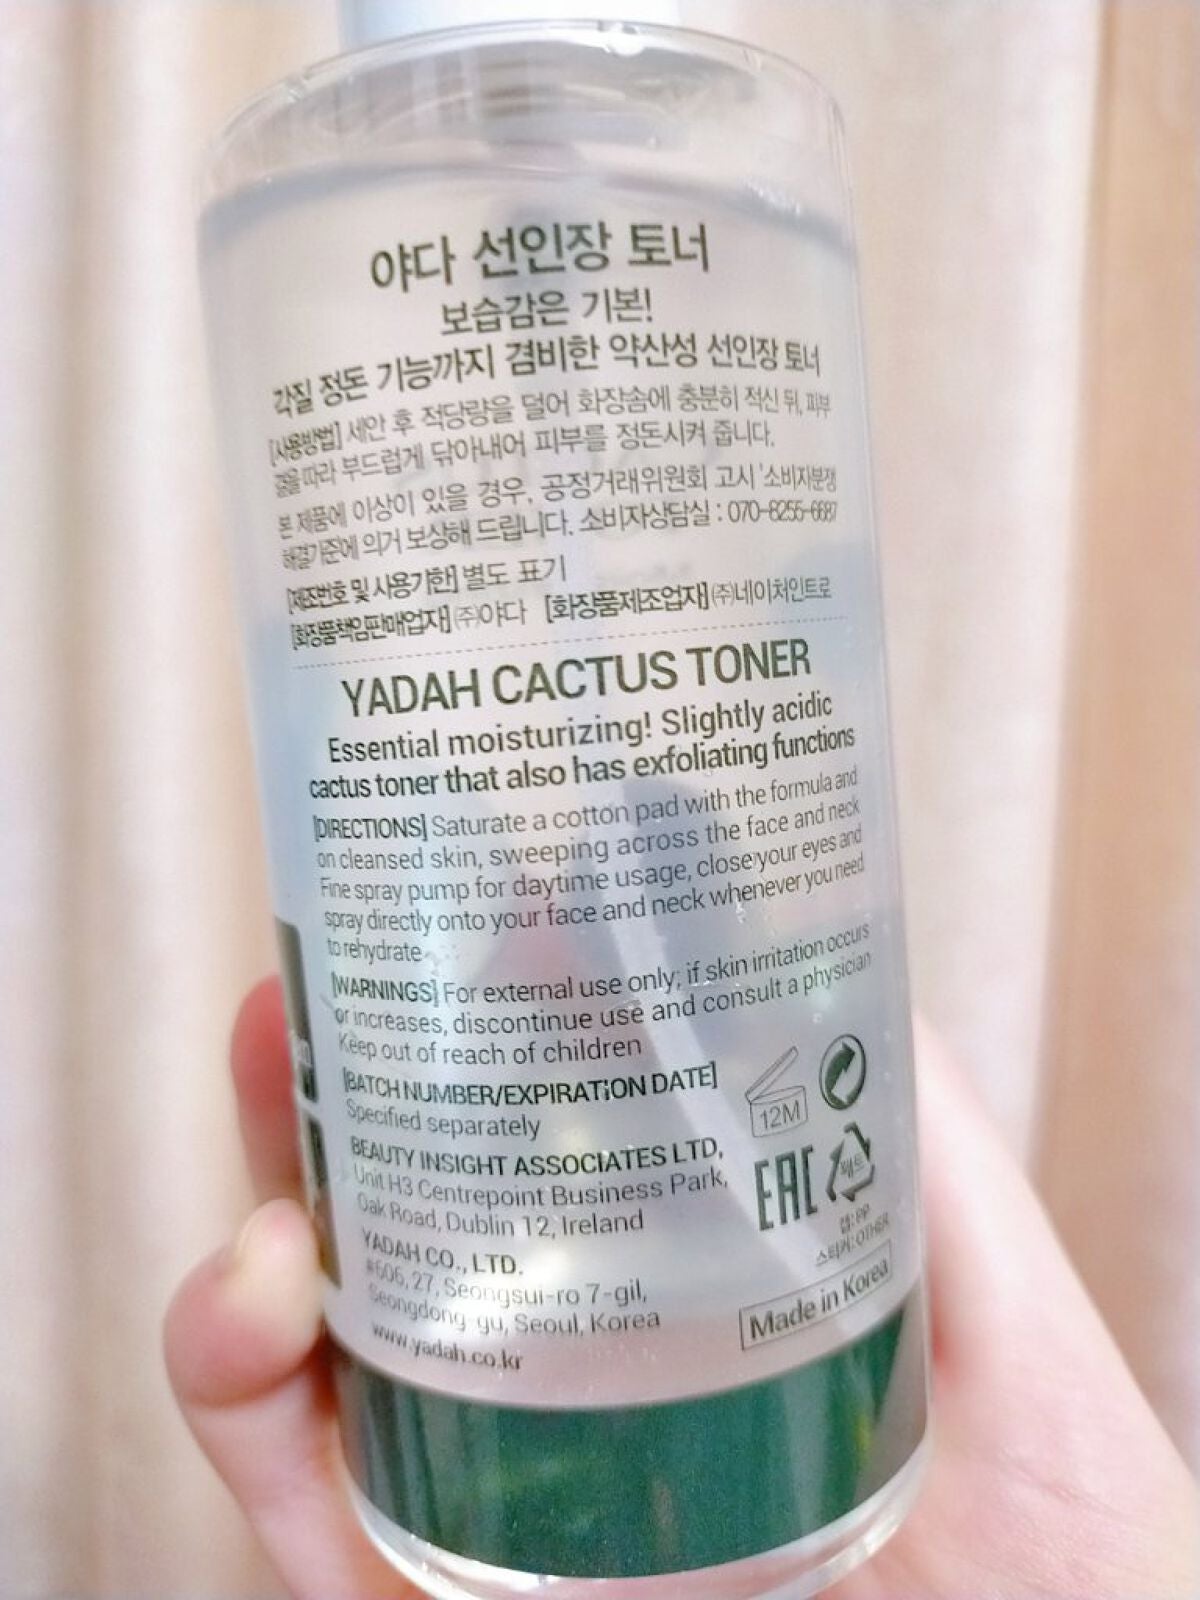 야다 선인장 토너
보습감은 기본!
각질 정돈 기능까지 겸비한 약산성 선인장 토너
[사용방법] 세안 후 적당량을 덜어 화장솜에 충분히 적신 뒤, 피부
결을 따라 부드럽게 닦아내어 피부를 정돈시켜 줍니다.
본 제품에 이상이 있을 경우, 공정거래위원회 고시 '소비자분쟁
해결기준'에 의거 보상해 드립니다. 소비자상담실 : 070-8255-6687
[제조번호 및 사용기한] 별도 표기
[화장품책임판매업자] (주)야다 [화장품제조업자] (주)네이처인트로
YADAH CACTUS TONER
Essential moisturizing! Slightly acidic
cactus toner that also has exfoliating functions
[DIRECTIONS] Saturate a cotton pad with the formula and
on cleansed skin, sweeping across the face and neck
Fine spray pump for daytime usage, close your eyes and
spray directly onto your face and neck whenever you need
to rehydrate
[WARNINGS] For external use only; if skin irritation occurs
or increases, discontinue use and consult a physician
Keep out of reach of children
[BATCH NUMBER/EXPIRATION DATE]
Specified separately
12M
BEAUTY INSIGHT ASSOCIATES LTD,
Unit H3 Centrepoint Business Park,
Oak Road, Dublin 12, Ireland
EAC
페트
캡: PP
스티커: OTHER
YADAH CO., LTD.
#606, 27, Seongsui-ro 7-gil,
Seongdong-gu, Seoul, Korea
www.yadah.co.kr
Made in Korea